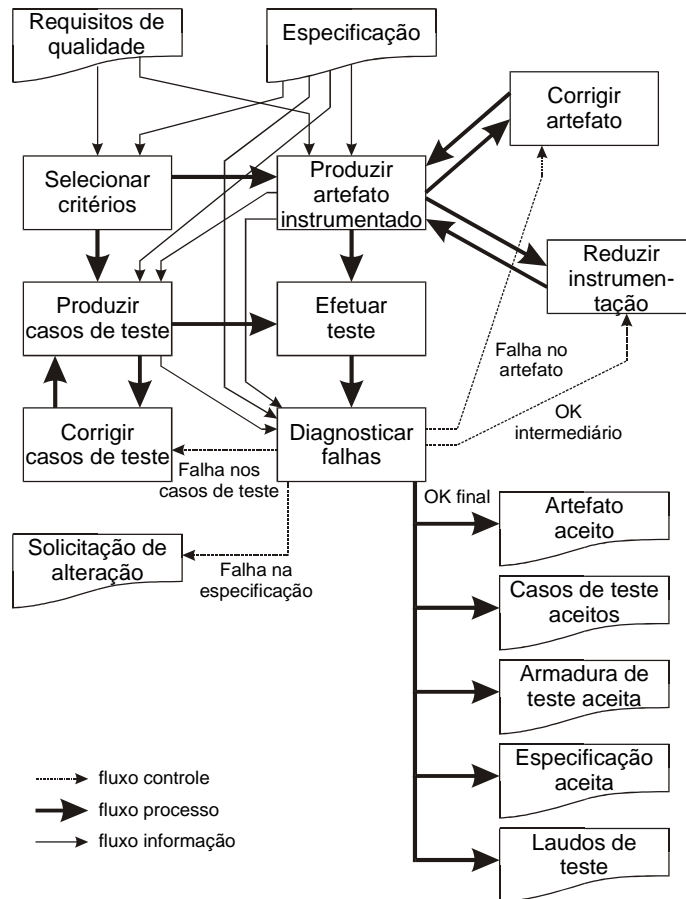 Requisitos de
qualidade
Especificação
Corrigir
artefato
Selecionar
critérios
Produzir
artefato
instrumentado
Reduzir
instrumen-
tação
Produzir
casos de teste
Efetuar
teste
Falha no
artefato
OK
intermediário
Corrigir
casos de teste
Diagnosticar
falhas
Falha nos
casos de teste
OK final
Artefato
aceito
Solicitação de
alteração
Falha na
especificação
Casos de teste
aceitos
Armadura de
teste aceita
Especificação
aceita
Laudos de
teste
fluxo controle
fluxo processo
fluxo informação